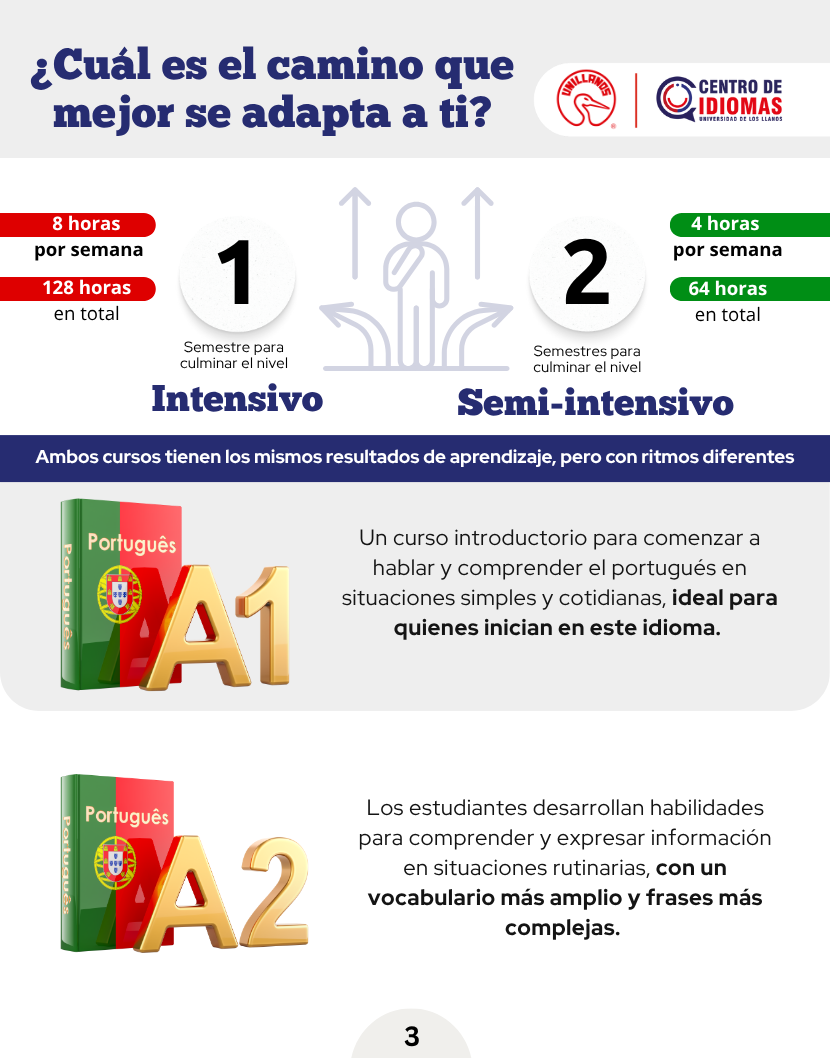 ¿Cuál es el camino que
mejor se adapta a ti?
UNILLANOS
®
CENTRO DE
IDIOMAS
UNIVERSIDAD DE LOS LLANOS
8 horas
por semana
128 horas
en total
1
Semestre para
culminar el nivel
Intensivo
2
Semestres para
culminar el nivel
Semi-intensivo
4 horas
por semana
64 horas
en total
Ambos cursos tienen los mismos resultados de aprendizaje, pero con ritmos diferentes
Português
Português
A1
Un curso introductorio para comenzar a
hablar y comprender el portugués en
situaciones simples y cotidianas, ideal para
quienes inician en este idioma.
Português
Português
A2
Los estudiantes desarrollan habilidades
para comprender y expresar información
en situaciones rutinarias, con un
vocabulario más amplio y frases más
complejas.
3